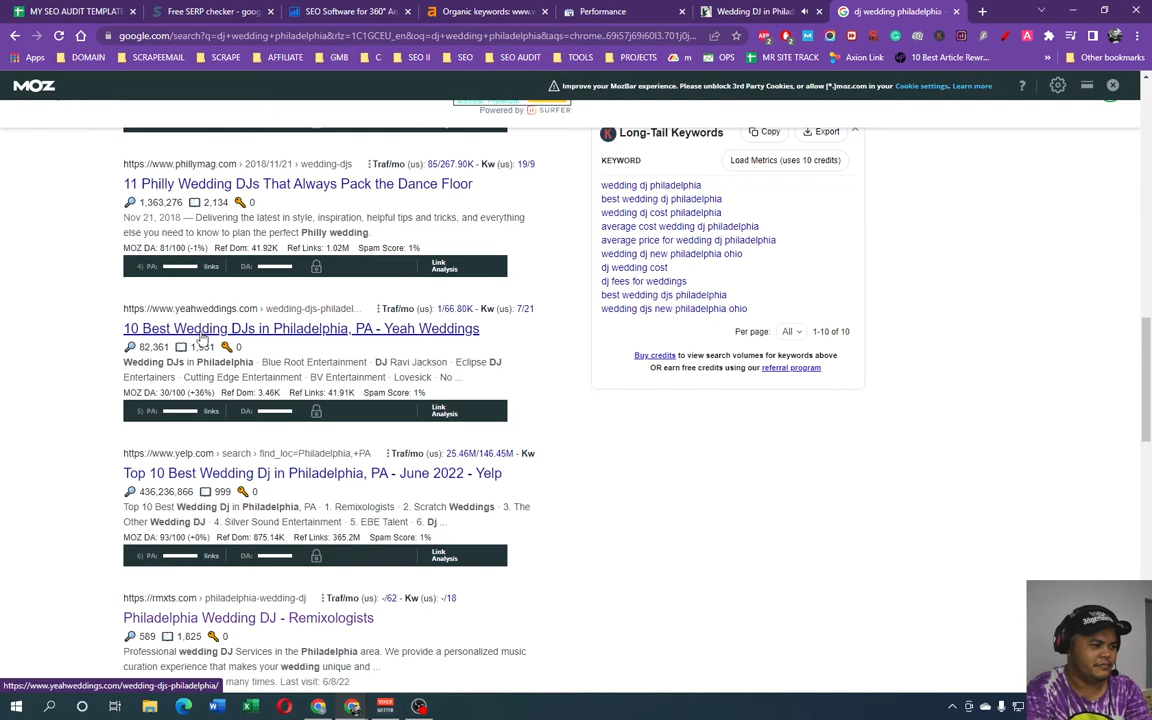 MY SEO AUDIT TEMPLAT
Free SERP checker - goog
SEO Software for 360° An
Organic keywords: www.w
Performance
Wedding DJ in Philad
dj wedding philadelphia
google.com/search?q=dj+wedding+philadelphia&rlz=1C1GCEU_en&oq=dj+wedding+philadelphia&aqs=chrome..69i57j69i60l3.701j0j...
Apps
DOMAIN
SCRAPEEMAIL
SCRAPE
AFFILIATE
GMB
C
SEO II
SEO
SEO AUDIT
TOOLS
PROJECTS
m
OPS
MR SITE TRACK
Axion Link
10 Best Article Rewr...
»
Other bookmarks
MOZ
Improve your MozBar experience. Please unblock 3rd Party Cookies, or allow [*.]moz.com in your Cookie settings. Learn more
Powered by SURFER
https://www.phillymag.com › 2018/11/21 › wedding-djs
Traf/mo (us): 85/267.90K - Kw (us): 19/9
11 Philly Wedding DJs That Always Pack the Dance Floor
1,363,276 2,134 0
Nov 21, 2018 — Delivering the latest in style, inspiration, helpful tips and tricks, and everything
else you need to know to plan the perfect Philly wedding.
MOZ DA: 81/100 (-1%) Ref Dom: 41.92K Ref Links: 1.02M Spam Score: 1%
4) PA: links DA: Link Analysis
https://www.yeahweddings.com › wedding-djs-philadel...
Traf/mo (us): 1/66.80K - Kw (us): 7/21
10 Best Wedding DJs in Philadelphia, PA - Yeah Weddings
82,361 0
Wedding DJs in Philadelphia · Blue Root Entertainment · DJ Ravi Jackson · Eclipse DJ
Entertainers · Cutting Edge Entertainment · BV Entertainment · Lovesick · No ...
MOZ DA: 30/100 (+36%) Ref Dom: 3.46K Ref Links: 41.91K Spam Score: 1%
5) PA: links DA: Link Analysis
https://www.yelp.com › search › find_loc=Philadelphia,+PA
Traf/mo (us): 25.46M/146.45M - Kw
Top 10 Best Wedding Dj in Philadelphia, PA - June 2022 - Yelp
436,236,866 999 0
Top 10 Best Wedding Dj in Philadelphia, PA · 1. Remixologists · 2. Scratch Weddings · 3. The
Other Wedding DJ · 4. Silver Sound Entertainment · 5. EBE Talent · 6. Dj ...
MOZ DA: 93/100 (+0%) Ref Dom: 875.14K Ref Links: 365.2M Spam Score: 1%
6) PA: links DA: Link Analysis
https://rmxts.com › philadelphia-wedding-dj
Traf/mo (us): -/62 - Kw (us): -/18
Philadelphia Wedding DJ - Remixologists
589 1,825 0
Professional wedding DJ Services in the Philadelphia area. We provide a personalized music
curation experience that makes your wedding unique and ...
many times. Last visit: 6/8/22
https://www.yeahweddings.com/wedding-djs-philadelphia/
Long-Tail Keywords
Copy
Export
KEYWORD
Load Metrics (uses 10 credits)
wedding dj philadelphia
best wedding dj philadelphia
wedding dj cost philadelphia
average cost wedding dj philadelphia
average price for wedding dj philadelphia
wedding dj new philadelphia ohio
dj wedding cost
dj fees for weddings
best wedding djs philadelphia
wedding djs new philadelphia ohio
Per page: All 1-10 of 10
Buy credits to view search volumes for keywords above
OR earn free credits using our referral program